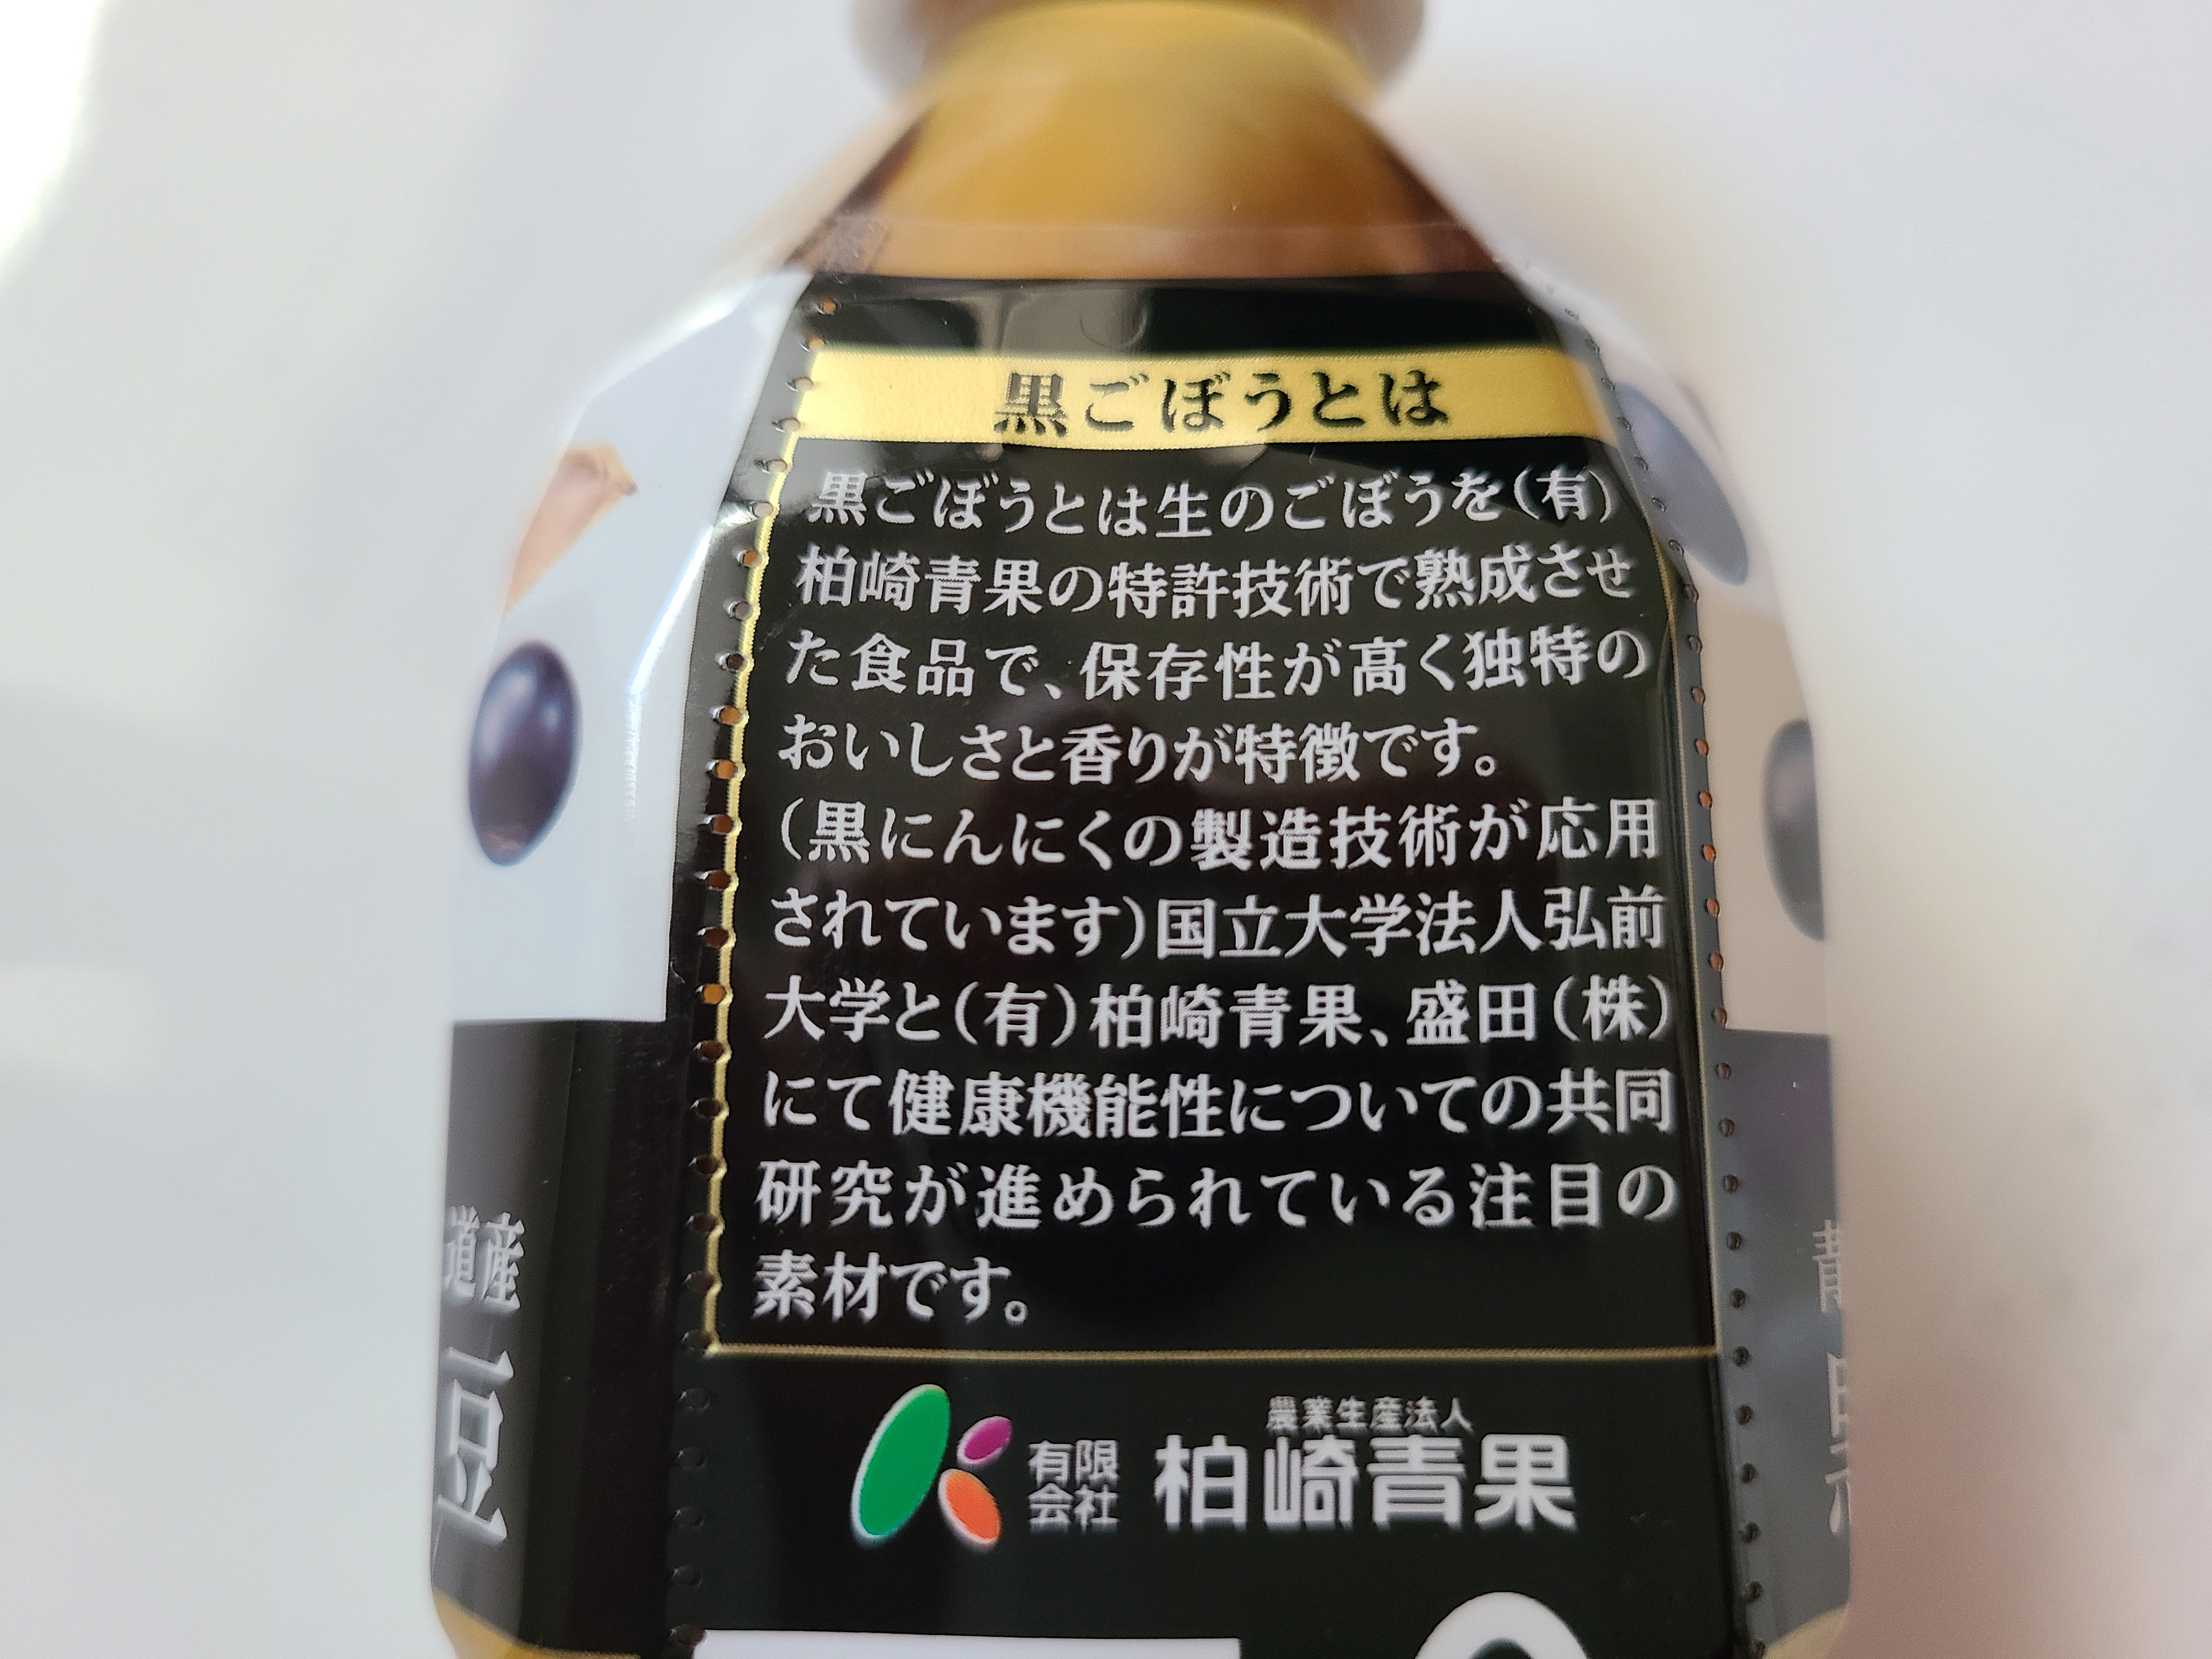 黒ごぼうとは
黒ごぼうとは生のごぼうを(有)
柏崎青果の特許技術で熟成させ
た食品で、保存性が高く独特の
おいしさと香りが特徴です。
(黒にんにくの製造技術が応用
されています)国立大学法人弘前
大学と(有)柏崎青果、盛田(株)
にて健康機能性についての共同
研究が進められている注目の
素材です。
農業生産法人
有限
会社
柏崎青果
道産
豆